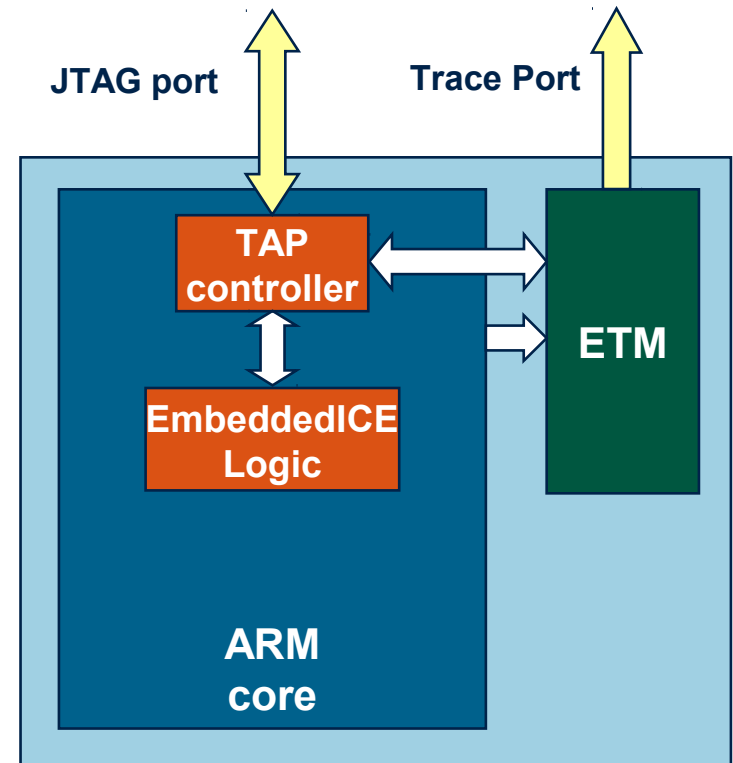 JTAG port
Trace Port
TAP
controller
ETM
EmbeddedICE
Logic
ARM
core